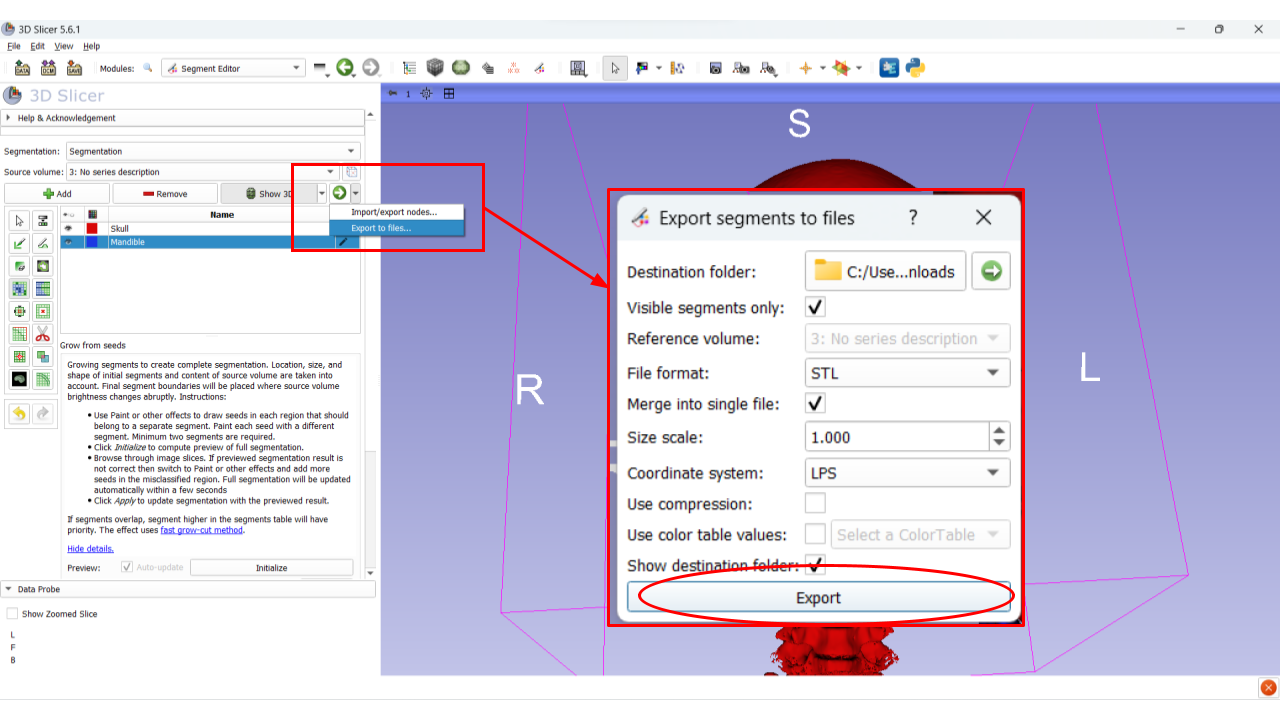 3D Slicer 5.6.1
File Edit View Help
DATA DCM SAVE Modules: Segment Editor
3D Slicer
1
Help & Acknowledgement
Segmentation: Segmentation
Source volume: 3: No series description
Add Remove Show 3D
Import/export nodes...
Export to files...
Name
Skull
Mandible
Grow from seeds
Growing segments to create complete segmentation. Location, size, and
shape of initial segments and content of source volume are taken into
account. Final segment boundaries will be placed where source volume
brightness changes abruptly. Instructions:
Use Paint or other effects to draw seeds in each region that should
belong to a separate segment. Paint each seed with a different
segment. Minimum two segments are required.
Click Initialize to compute preview of full segmentation.
Browse through image slices. If previewed segmentation result is
not correct then switch to Paint or other effects and add more
seeds in the misclassified region. Full segmentation will be updated
automatically within a few seconds
Click Apply to update segmentation with the previewed result.
If segments overlap, segment higher in the segments table will have
priority. The effect uses fast grow-cut method.
Hide details.
Preview: Auto-update Initialize
Data Probe
Show Zoomed Slice
L
F
B
S
R
L
Export segments to files ?
Destination folder: C:/Use...nloads
Visible segments only:
Reference volume: 3: No series description
File format: STL
Merge into single file:
Size scale: 1.000
Coordinate system: LPS
Use compression:
Use color table values: Select a ColorTable
Show destination folder:
Export